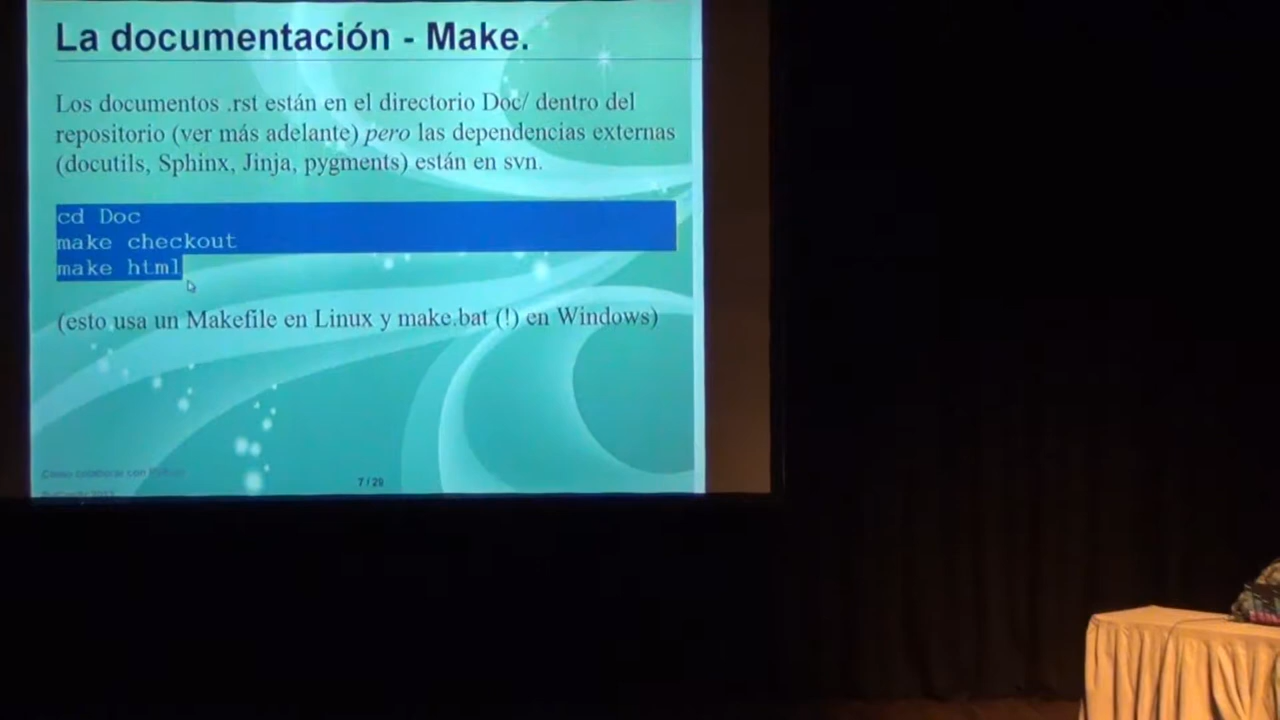 La documentación - Make.
Los documentos .rst están en el directorio Doc/ dentro del
repositorio (ver más adelante) pero las dependencias externas
(docutils, Sphinx, Jinja, pygments) están en svn.
cd Doc
make checkout
make html
(esto usa un Makefile en Linux y make.bat (!) en Windows)
7 / 29